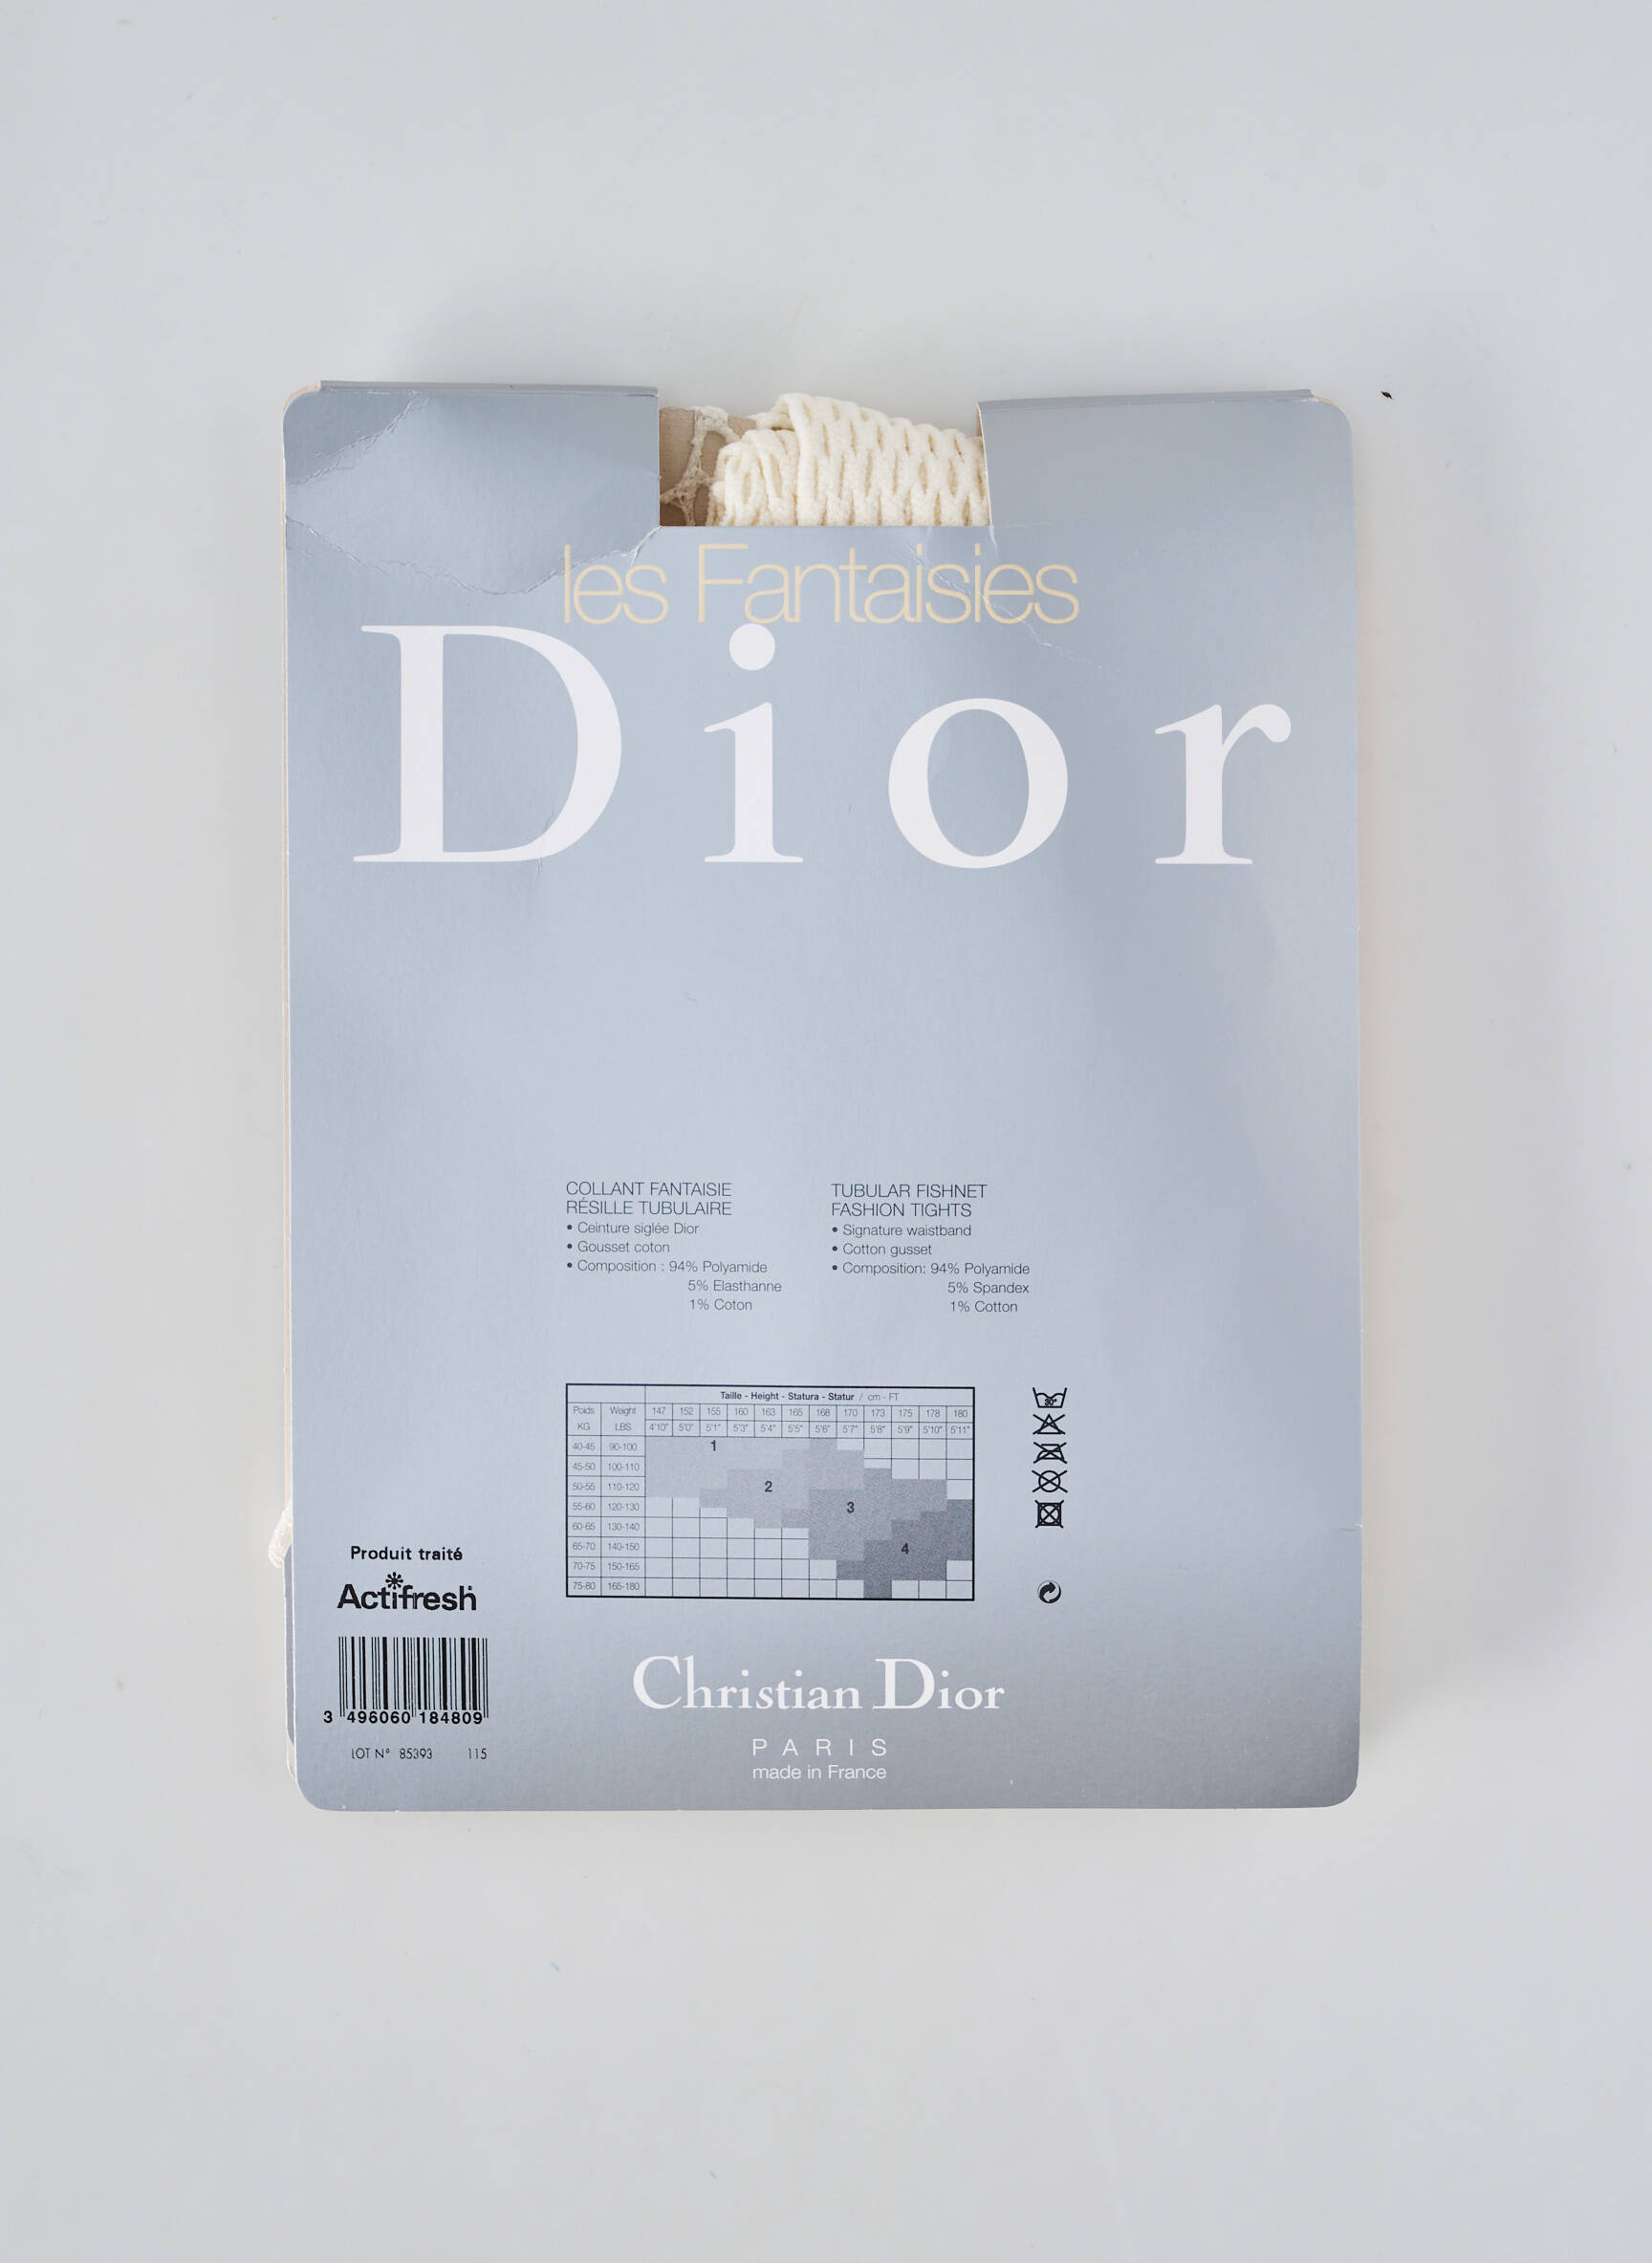 les Fantaisies
Dior
COLLANT FANTAISIE
RÉSILLE TUBULAIRE
• Ceinture siglée Dior
• Gousset coton
• Composition : 94% Polyamide
5% Elasthanne
1% Coton
TUBULAR FISHNET
FASHION TIGHTS
• Signature waistband
• Cotton gusset
• Composition: 94% Polyamide
5% Spandex
1% Cotton
Taille - Height - Statura - Statur / cm - FT
Poids Weight 147 152 155 160 163 165 168 170 173 175 178 180
KG LBS 4'10" 5'0" 5'1" 5'3" 5'4" 5'5" 5'6" 5'7" 5'8" 5'9" 5'10" 5'11"
40-45 90-100 1
45-50 100-110
50-55 110-120 2
55-60 120-130 3
60-65 130-140
65-70 140-150 4
70-75 150-165
75-80 165-180
30°
Produit traité
Actifresh
3 496060 184809
LOT N° 85393 115
Christian Dior
PARIS
made in France